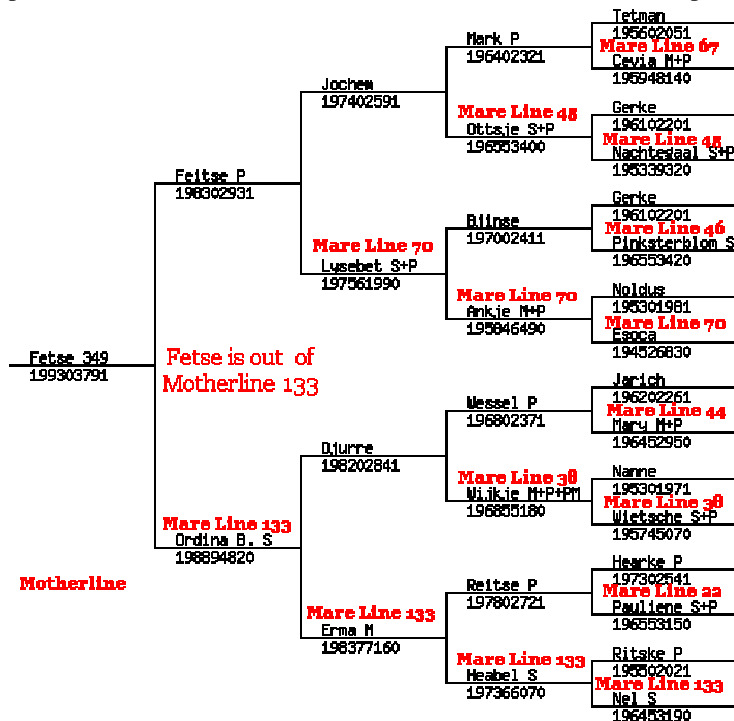 Tetman
195602051
Mare Line 67
Cevia M+P
195948140
Mark P
196402321
Jochem
197402591
Mare Line 45
Ottsje S+P
196553400
Gerke
196102201
Mare Line 45
Nachtegaal S+P
195339320
Feitse P
198302931
Gerke
196102201
Mare Line 46
Pinksterblom S
196553420
Bjinse
197002411
Mare Line 70
Lysebet S+P
197561990
Mare Line 70
Ankje M+P
195846490
Noldus
195301981
Mare Line 70
Esoca
194526830
Fetse 349
199303791
Fetse is out of
Motherline 133
Jarich
196202261
Mare Line 44
Mary M+P
196452950
Wessel P
196802371
Djurre
198202841
Mare Line 38
Wijkje M+P+PM
196855180
Nanne
195301971
Mare Line 38
Wietsche S+P
195745070
Mare Line 133
Ordina B. S
198894820
Motherline
Hearke P
197302541
Mare Line 22
Pauliene S+P
196553150
Reitse P
197802721
Mare Line 133
Erma M
198377160
Mare Line 133
Heabel S
197366070
Ritske P
195502021
Mare Line 133
Nel S
196453190